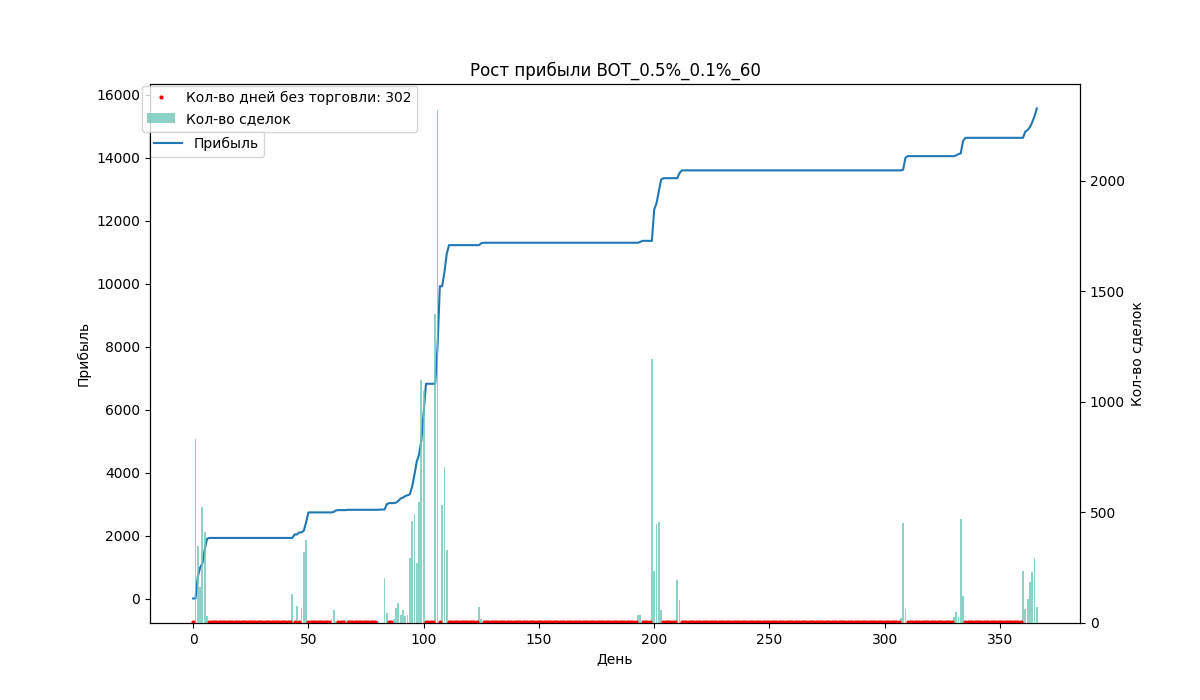 Рост прибыли BOT_0.5%_0.1%_60
Кол-во дней без торговли: 302
Кол-во сделок
Прибыль
16000
14000
12000
10000
8000
6000
4000
2000
0
Прибыль
2000
1500
1000
500
0
Кол-во сделок
0 50 100 150 200 250 300 350
День